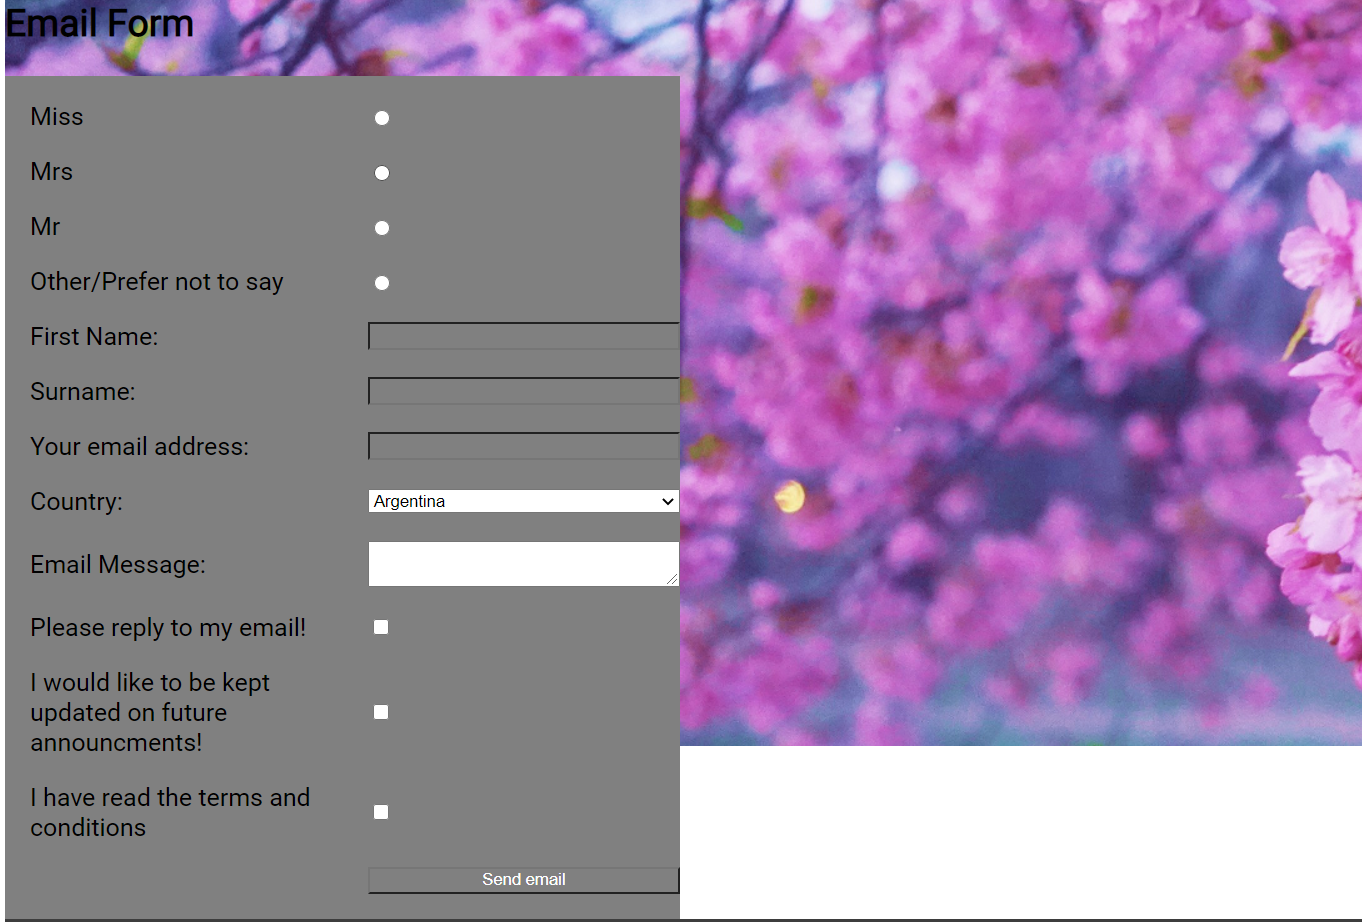 Email Form
Miss
Mrs
Mr
Other/Prefer not to say
First Name:
Surname:
Your email address:
Country:
Argentina
Email Message:
Please reply to my email!
I would like to be kept
updated on future
announcments!
I have read the terms and
conditions
Send email